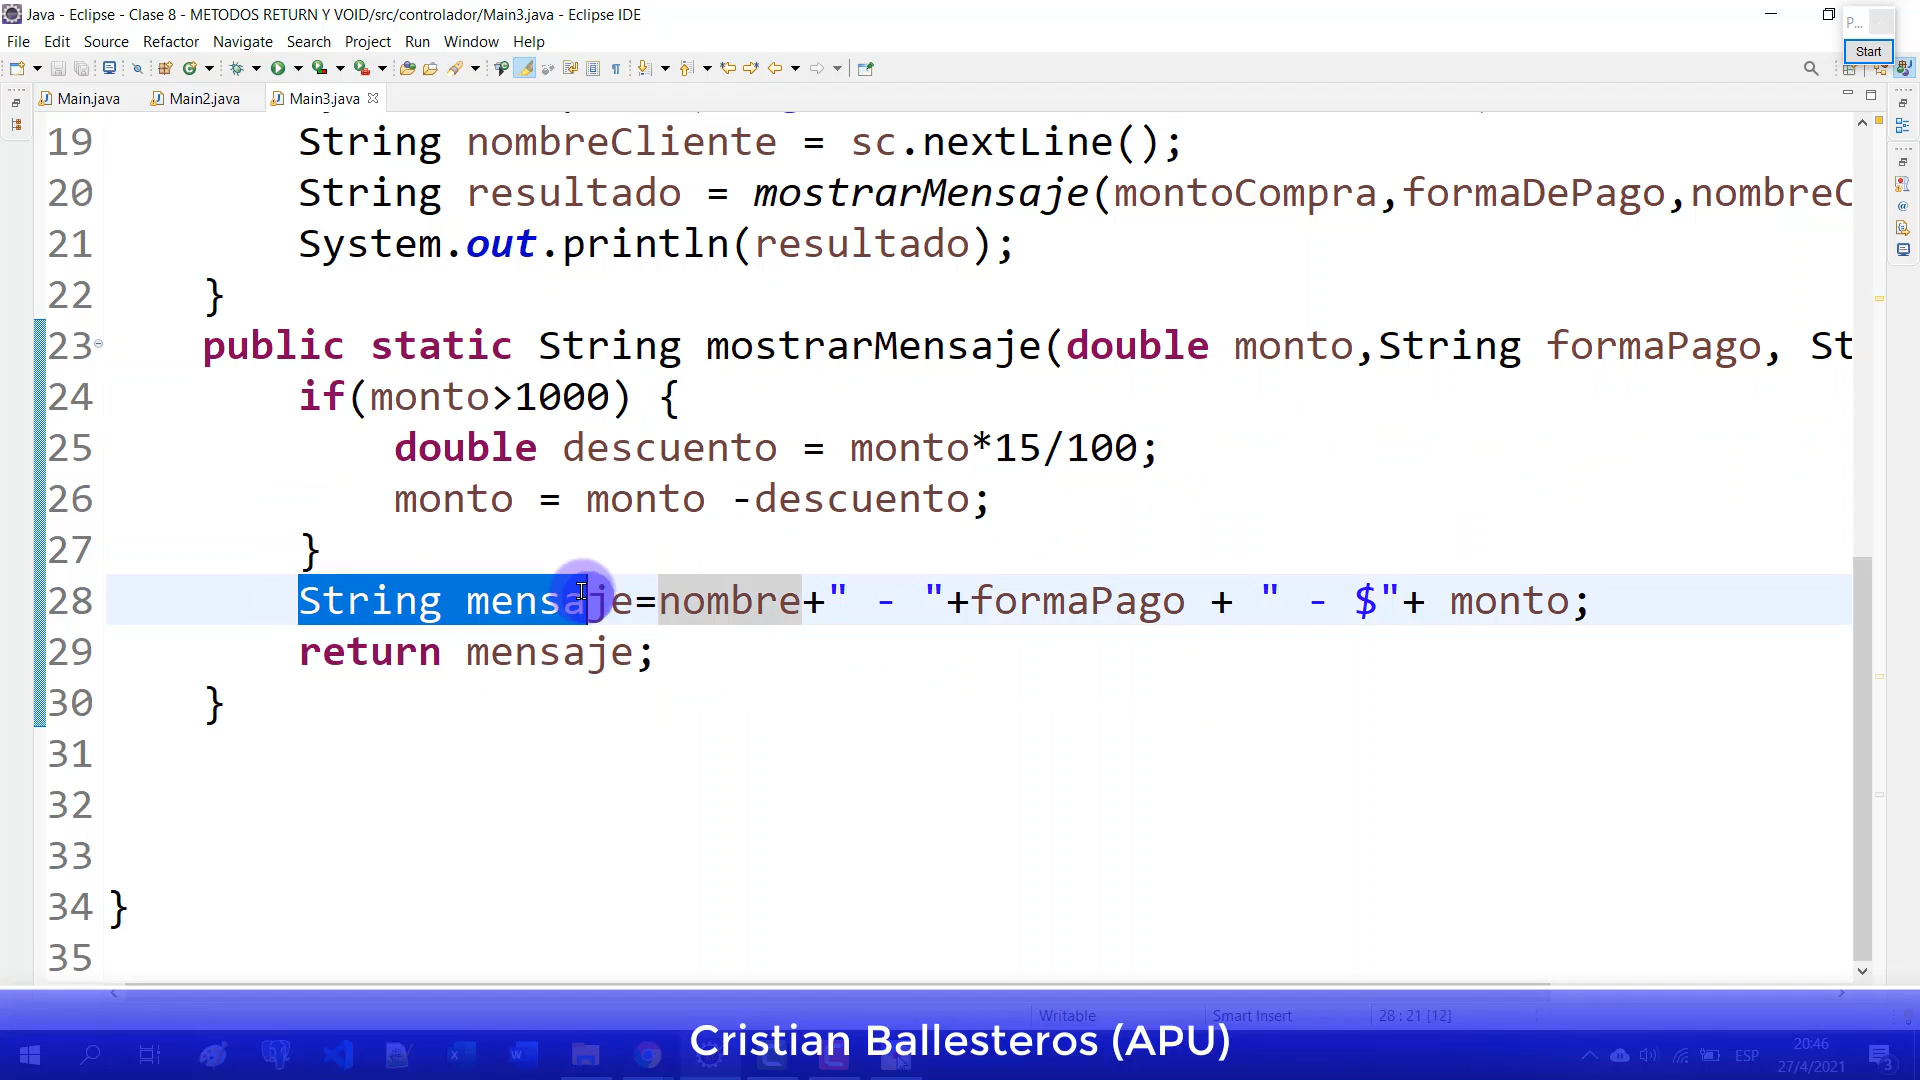 Java - Eclipse - Clase 8 - METODOS RETURN Y VOID/src/controlador/Main3.java - Eclipse IDE
P...
File Edit Source Refactor Navigate Search Project Run Window Help
Start
Main.java Main2.java Main3.java
19 String nombreCliente = sc.nextLine();
20 String resultado = mostrarMensaje(montoCompra,formaDePago,nombreC
21 System.out.println(resultado);
22 }
23 public static String mostrarMensaje(double monto,String formaPago, St
24 if(monto>1000) {
25 double descuento = monto*15/100;
26 monto = monto -descuento;
27 }
28 String mensaje=nombre+" - "+formaPago + " - $"+ monto;
29 return mensaje;
30 }
31
32
33
34 }
35
Writable Smart Insert 28 : 21 [12]
Cristian Ballesteros (APU)
ESP
20:46
27/4/2021
3